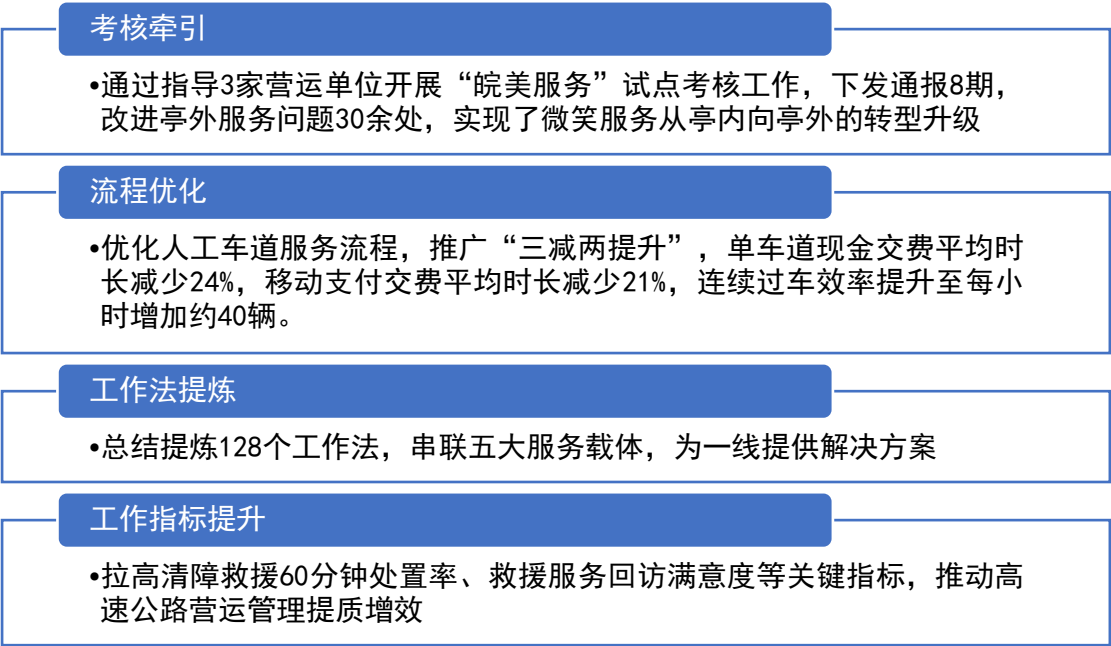 考核牵引
•通过指导3家营运单位开展“皖美服务”试点考核工作，下发通报8期，
改进亭外服务问题30余处，实现了微笑服务从亭内向亭外的转型升级
流程优化
•优化人工车道服务流程，推广“三减两提升”，单车道现金交费平均时
长减少24%，移动支付交费平均时长减少21%，连续过车效率提升至每小
时增加约40辆。
工作法提炼
•总结提炼128个工作法，串联五大服务载体，为一线提供解决方案
工作指标提升
•拉高清障救援60分钟处置率、救援服务回访满意度等关键指标，推动高
速公路营运管理提质增效